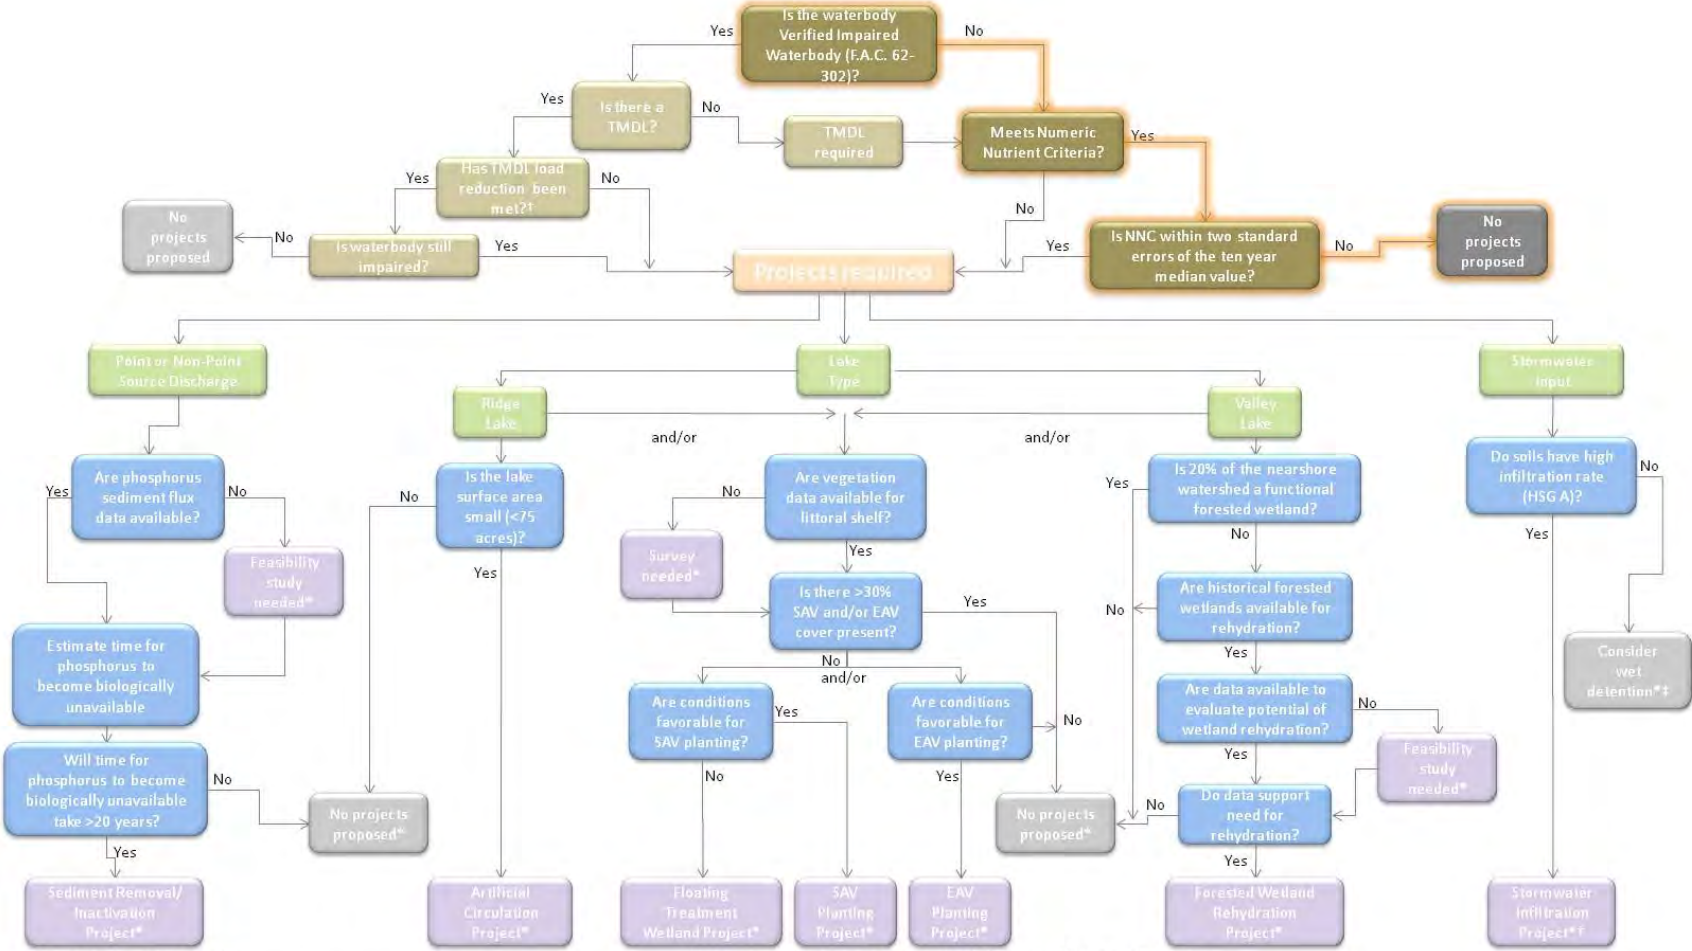 Is the waterbody
Verified Impaired
Waterbody (F.A.C. 62-
302)?
Yes
No
Is there a
TMDL?
Yes
No
TMDL
required
Meets Numeric
Nutrient Criteria?
Yes
No
Has TMDL load
reduction been
met?†
Yes
No
No
projects
proposed
No
Is waterbody still
impaired?
Yes
Projects required
Yes
Is NNC within two standard
errors of the ten year
median value?
No
No
projects
proposed
Point or Non-Point
Source Discharge
Lake
Type
Stormwater
Input
Ridge
Lake
Valley
Lake
and/or
and/or
Are phosphorus
sediment flux
data available?
Yes
No
Feasibility
study
needed*
Estimate time for
phosphorus to
become biologically
unavailable
Will time for
phosphorus to become
biologically unavailable
take >20 years?
No
Yes
Sediment Removal/
Inactivation
Project*
Is the lake
surface area
small (<75
acres)?
No
Yes
No projects
proposed*
Artificial
Circulation
Project*
Are vegetation
data available for
littoral shelf?
No
Yes
Survey
needed*
Is there >30%
SAV and/or EAV
cover present?
Yes
No
and/or
Are conditions
favorable for
SAV planting?
Yes
No
Are conditions
favorable for
EAV planting?
No
Yes
Floating
Treatment
Wetland Project*
SAV
Planting
Project*
EAV
Planting
Project*
No projects
proposed*
Is 20% of the nearshore
watershed a functional
forested wetland?
Yes
No
Are historical forested
wetlands available for
rehydration?
No
Yes
Are data available to
evaluate potential of
wetland rehydration?
No
Yes
Feasibility
study
needed*
Do data support
need for
rehydration?
No
Yes
Forested Wetland
Rehydration
Project*
Do soils have high
infiltration rate
(HSG A)?
No
Yes
Consider
wet
detention*‡
Stormwater
Infiltration
Project*†